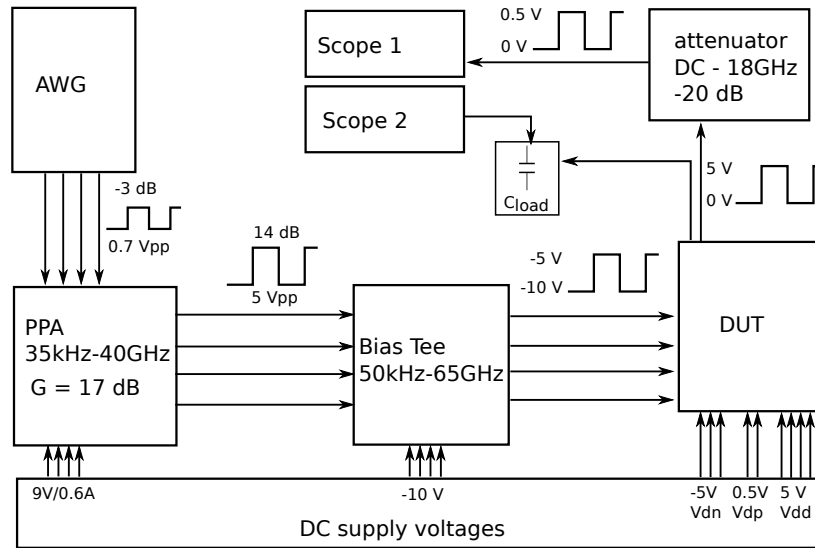 AWG
Scope 1
Scope 2
0.5 V
0 V
attenuator
DC - 18GHz
-20 dB
Cload
5 V
0 V
-3 dB
0.7 Vpp
14 dB
5 Vpp
-5 V
-10 V
PPA
35kHz-40GHz
G = 17 dB
Bias Tee
50kHz-65GHz
DUT
9V/0.6A
-10 V
-5V
Vdn
0.5V
Vdp
5 V
Vdd
DC supply voltages